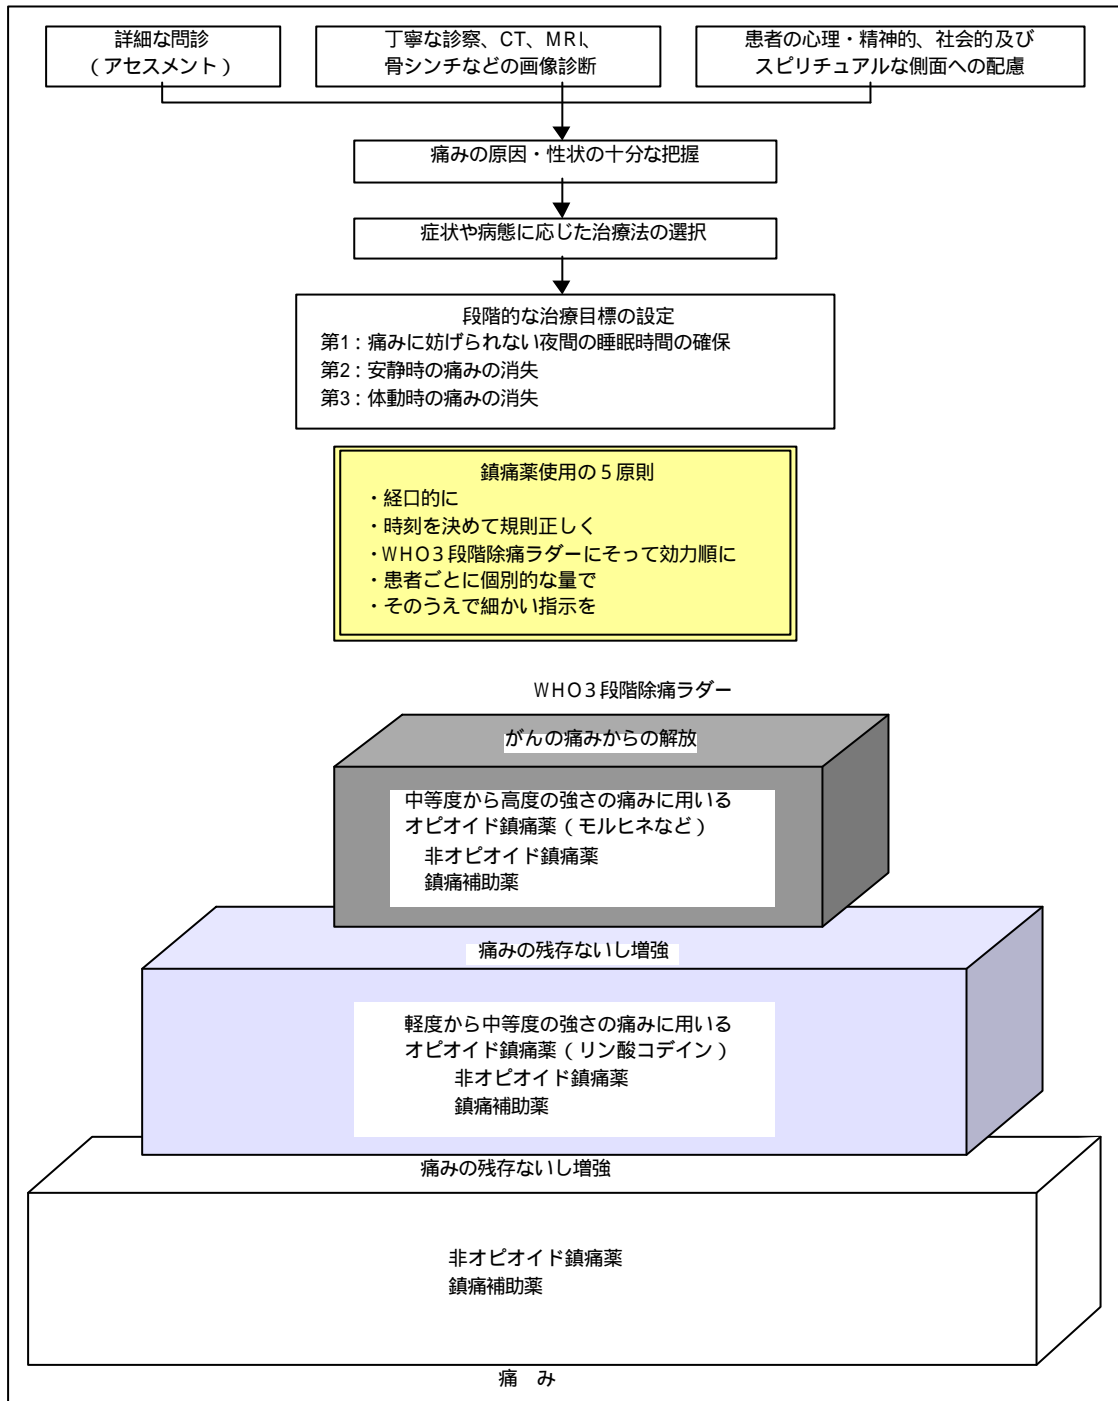 詳細な問診
（アセスメント）
丁寧な診察、CT、MRI、
骨シンチなどの画像診断
患者の心理・精神的、社会的及び
スピリチュアルな側面への配慮
痛みの原因・性状の十分な把握
症状や病態に応じた治療法の選択
段階的な治療目標の設定
第1：痛みに妨げられない夜間の睡眠時間の確保
第2：安静時の痛みの消失
第3：体動時の痛みの消失
鎮痛薬使用の5原則
・経口的に
・時刻を決めて規則正しく
・WHO3段階除痛ラダーにそって効力順に
・患者ごとに個別的な量で
・そのうえで細かい指示を
WHO3段階除痛ラダー
がんの痛みからの解放
中等度から高度の強さの痛みに用いる
オピオイド鎮痛薬（モルヒネなど）
非オピオイド鎮痛薬
鎮痛補助薬
痛みの残存ないし増強
軽度から中等度の強さの痛みに用いる
オピオイド鎮痛薬（リン酸コデイン）
非オピオイド鎮痛薬
鎮痛補助薬
痛みの残存ないし増強
非オピオイド鎮痛薬
鎮痛補助薬
痛　み